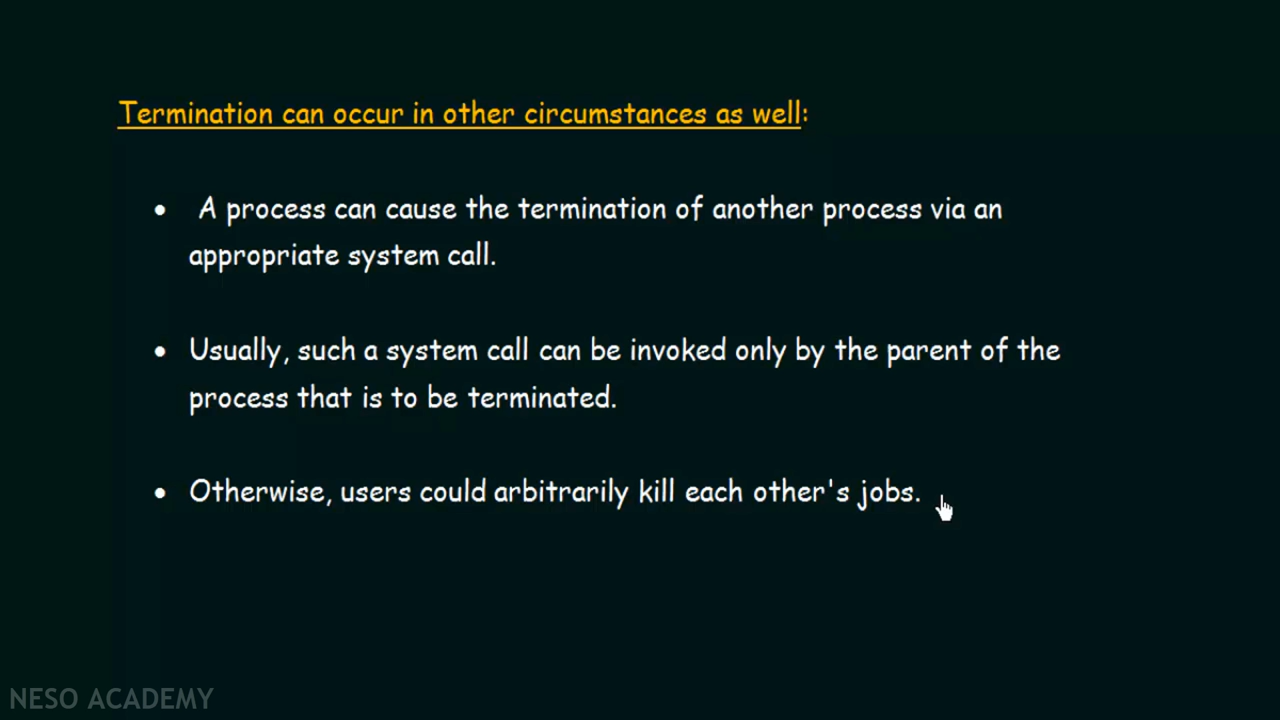 Termination can occur in other circumstances as well:
• A process can cause the termination of another process via an
appropriate system call.
• Usually, such a system call can be invoked only by the parent of the
process that is to be terminated.
• Otherwise, users could arbitrarily kill each other's jobs.
NESO ACADEMY